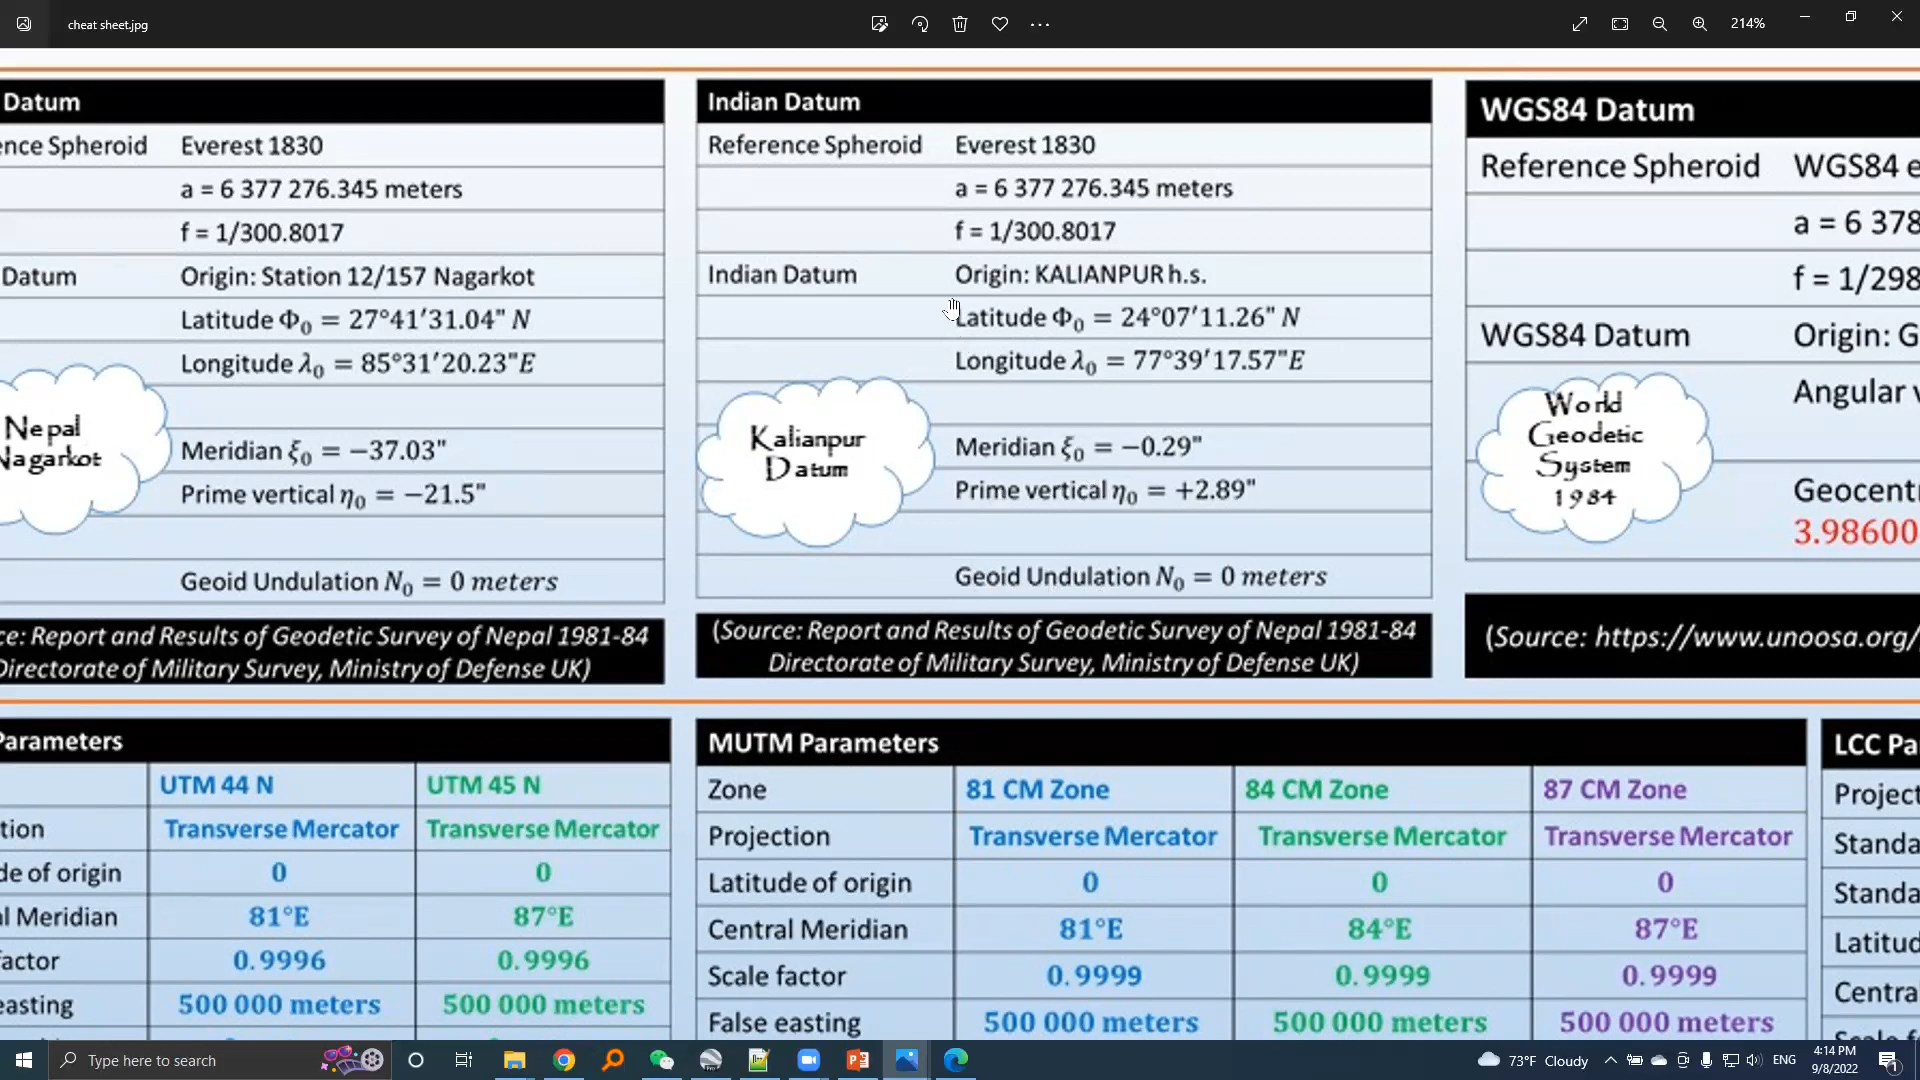 cheat sheet.jpg
214%
Datum
ence Spheroid Everest 1830
a = 6 377 276.345 meters
f = 1/300.8017
Datum Origin: Station 12/157 Nagarkot
Latitude Φ₀ = 27°41′31.04" N
Longitude λ₀ = 85°31′20.23"E
Nepal
Nagarkot
Meridian ξ₀ = −37.03"
Prime vertical η₀ = −21.5"
Geoid Undulation N₀ = 0 meters
ce: Report and Results of Geodetic Survey of Nepal 1981-84
Directorate of Military Survey, Ministry of Defense UK)
Indian Datum
Reference Spheroid Everest 1830
a = 6 377 276.345 meters
f = 1/300.8017
Indian Datum Origin: KALIANPUR h.s.
Latitude Φ₀ = 24°07′11.26" N
Longitude λ₀ = 77°39′17.57"E
Kalianpur
Datum
Meridian ξ₀ = −0.29"
Prime vertical η₀ = +2.89"
Geoid Undulation N₀ = 0 meters
(Source: Report and Results of Geodetic Survey of Nepal 1981-84
Directorate of Military Survey, Ministry of Defense UK)
WGS84 Datum
Reference Spheroid WGS84 e
a = 6 378
f = 1/298
WGS84 Datum Origin: G
Angular v
World
Geodetic
System
1984
Geocentr
3.98600
(Source: https://www.unoosa.org/
Parameters
UTM 44 N UTM 45 N
tion Transverse Mercator Transverse Mercator
de of origin 0 0
al Meridian 81°E 87°E
factor 0.9996 0.9996
easting 500 000 meters 500 000 meters
MUTM Parameters
Zone 81 CM Zone 84 CM Zone 87 CM Zone
Projection Transverse Mercator Transverse Mercator Transverse Mercator
Latitude of origin 0 0 0
Central Meridian 81°E 84°E 87°E
Scale factor 0.9999 0.9999 0.9999
False easting 500 000 meters 500 000 meters 500 000 meters
LCC Pa
Project
Standa
Standa
Latitud
Centra
Type here to search
73°F Cloudy
ENG
4:14 PM
9/8/2022
1